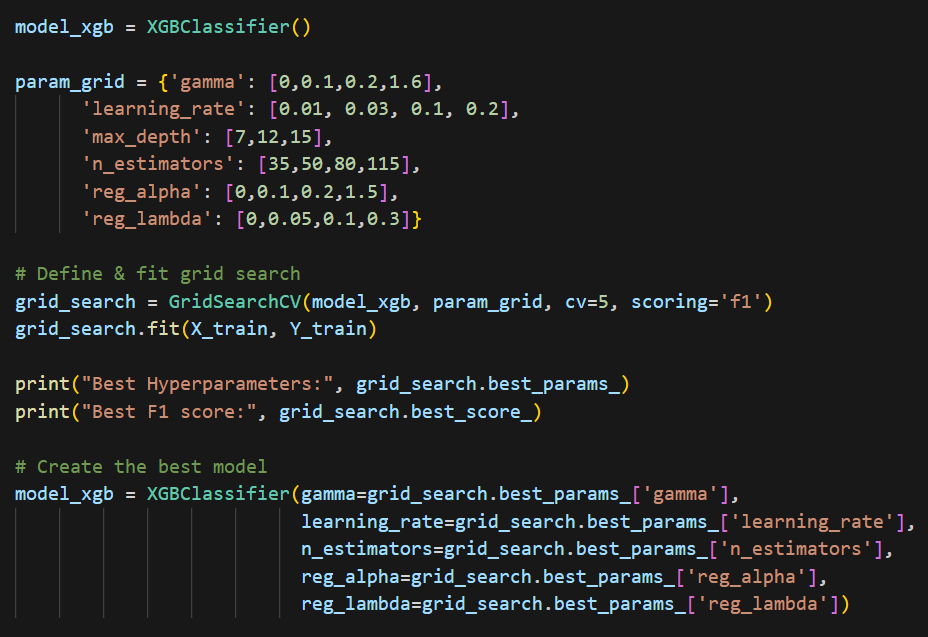 model_xgb = XGBClassifier()
param_grid = {'gamma': [0,0.1,0.2,1.6],
'learning_rate': [0.01, 0.03, 0.1, 0.2],
'max_depth': [7,12,15],
'n_estimators': [35,50,80,115],
'reg_alpha': [0,0.1,0.2,1.5],
'reg_lambda': [0,0.05,0.1,0.3]}
# Define & fit grid search
grid_search = GridSearchCV(model_xgb, param_grid, cv=5, scoring='f1')
grid_search.fit(X_train, Y_train)
print("Best Hyperparameters:", grid_search.best_params_)
print("Best F1 score:", grid_search.best_score_)
# Create the best model
model_xgb = XGBClassifier(gamma=grid_search.best_params_['gamma'],
learning_rate=grid_search.best_params_['learning_rate'],
n_estimators=grid_search.best_params_['n_estimators'],
reg_alpha=grid_search.best_params_['reg_alpha'],
reg_lambda=grid_search.best_params_['reg_lambda'])